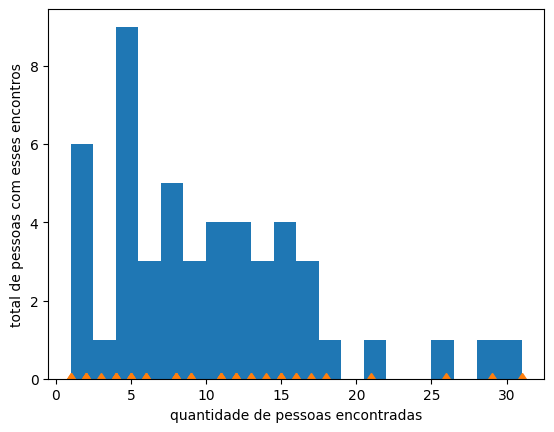 8
6
4
2
0
0 5 10 15 20 25 30
quantidade de pessoas encontradas
total de pessoas com esses encontros